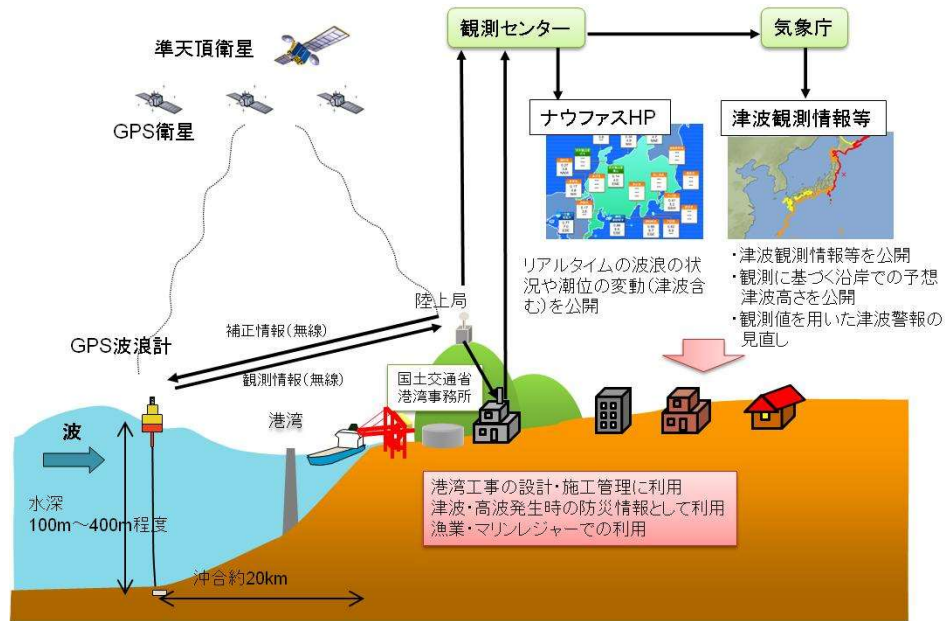 準天頂衛星
GPS衛星
観測センター
気象庁
ナウファスHP
津波観測情報等
リアルタイムの波浪の状
況や潮位の変動(津波含
む)を公開
・津波観測情報等を公開
・観測に基づく沿岸での予想
津波高さを公開
・観測値を用いた津波警報の
見直し
陸上局
補正情報(無線)
観測情報(無線)
GPS波浪計
国土交通省
港湾事務所
港湾
波
水深
100m~400m程度
沖合約20km
港湾工事の設計・施工管理に利用
津波・高波発生時の防災情報として利用
漁業・マリンレジャーでの利用